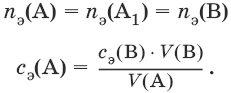 nэ(A) = nэ(A₁) = nэ(B)
cэ(A) = cэ(B) · V(B) / V(A) .